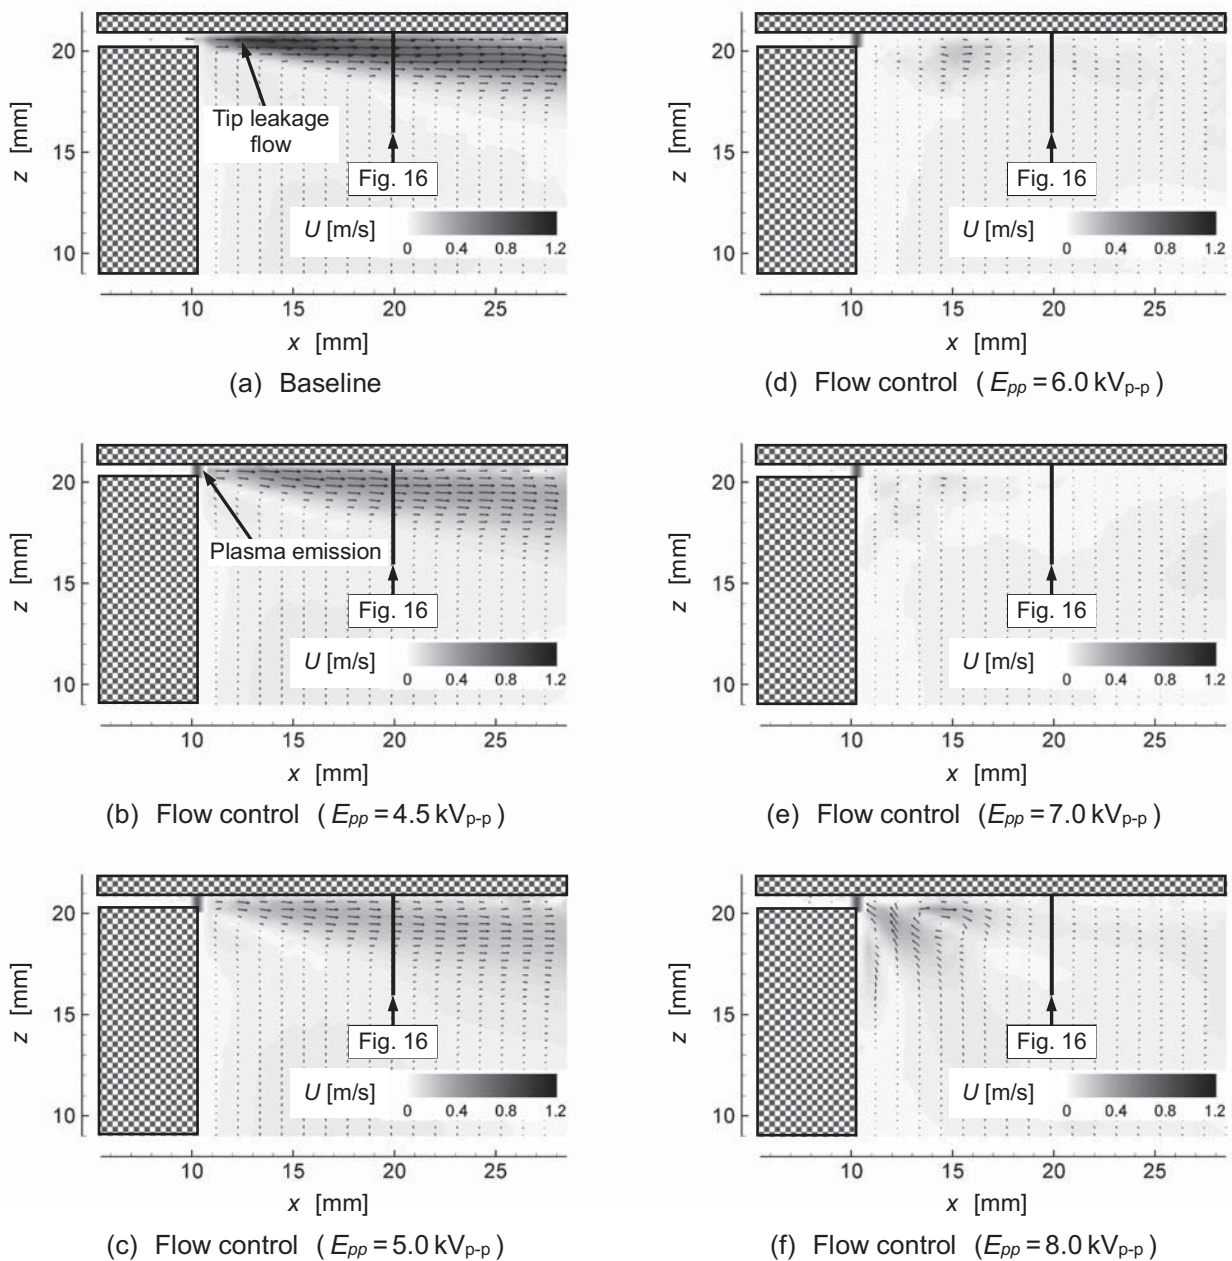 20
15
10
z [mm]
Tip leakage
flow
Fig. 16
U [m/s]
0 0.4 0.8 1.2
10 15 20 25
x [mm]
(a) Baseline
20
15
10
z [mm]
Fig. 16
U [m/s]
0 0.4 0.8 1.2
10 15 20 25
x [mm]
(d) Flow control (Epp = 6.0 kVp-p)
20
15
10
z [mm]
Plasma emission
Fig. 16
U [m/s]
0 0.4 0.8 1.2
10 15 20 25
x [mm]
(b) Flow control (Epp = 4.5 kVp-p)
20
15
10
z [mm]
Fig. 16
U [m/s]
0 0.4 0.8 1.2
10 15 20 25
x [mm]
(e) Flow control (Epp = 7.0 kVp-p)
20
15
10
z [mm]
Fig. 16
U [m/s]
0 0.4 0.8 1.2
10 15 20 25
x [mm]
(c) Flow control (Epp = 5.0 kVp-p)
20
15
10
z [mm]
Fig. 16
U [m/s]
0 0.4 0.8 1.2
10 15 20 25
x [mm]
(f) Flow control (Epp = 8.0 kVp-p)